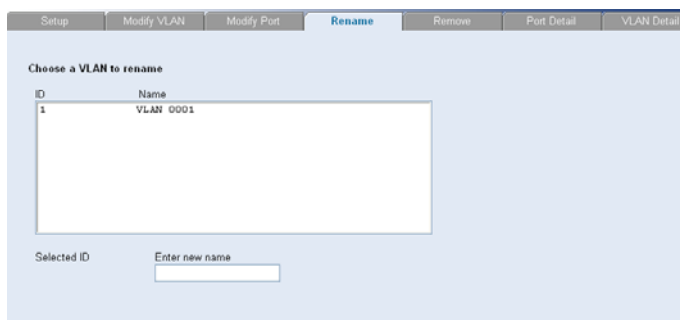 Setup Modify VLAN Modify Port Rename Remove Port Detail VLAN Detail
Choose a VLAN to rename
ID Name
1 VLAN 0001
Selected ID Enter new name